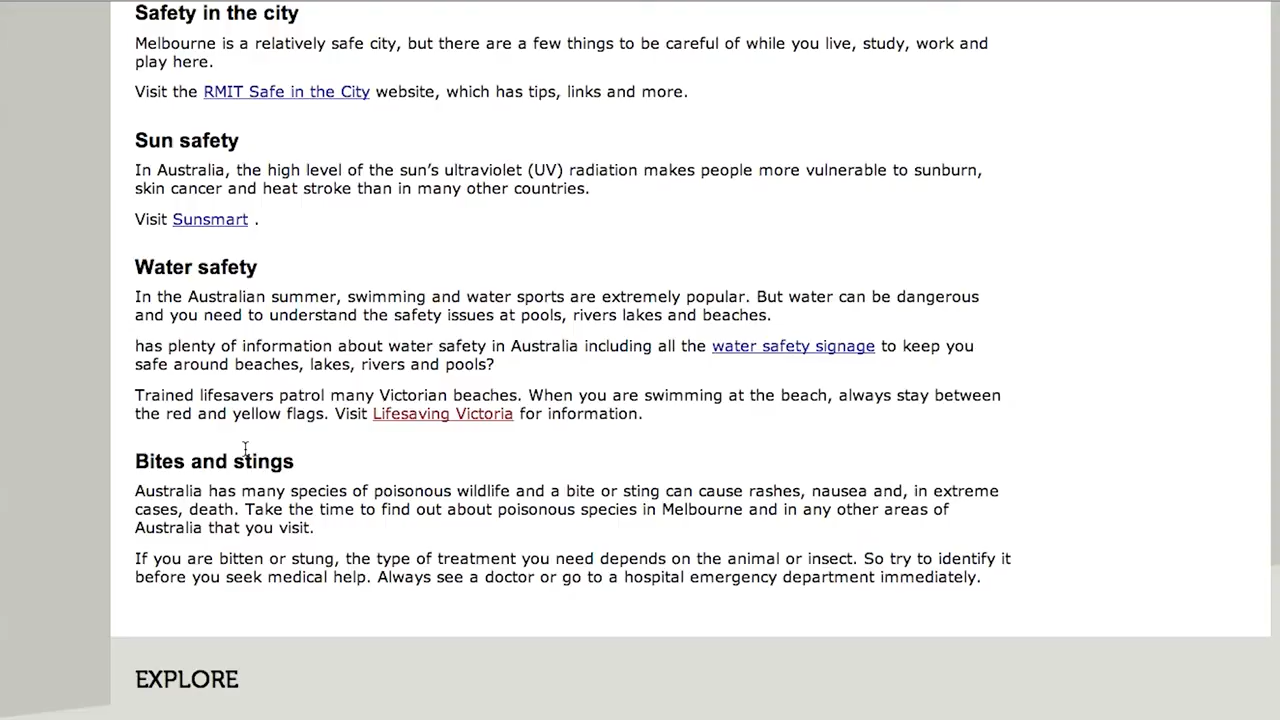 Safety in the city
Melbourne is a relatively safe city, but there are a few things to be careful of while you live, study, work and
play here.
Visit the RMIT Safe in the City website, which has tips, links and more.
Sun safety
In Australia, the high level of the sun’s ultraviolet (UV) radiation makes people more vulnerable to sunburn,
skin cancer and heat stroke than in many other countries.
Visit Sunsmart .
Water safety
In the Australian summer, swimming and water sports are extremely popular. But water can be dangerous
and you need to understand the safety issues at pools, rivers lakes and beaches.
has plenty of information about water safety in Australia including all the water safety signage to keep you
safe around beaches, lakes, rivers and pools?
Trained lifesavers patrol many Victorian beaches. When you are swimming at the beach, always stay between
the red and yellow flags. Visit Lifesaving Victoria for information.
Bites and stings
Australia has many species of poisonous wildlife and a bite or sting can cause rashes, nausea and, in extreme
cases, death. Take the time to find out about poisonous species in Melbourne and in any other areas of
Australia that you visit.
If you are bitten or stung, the type of treatment you need depends on the animal or insect. So try to identify it
before you seek medical help. Always see a doctor or go to a hospital emergency department immediately.
EXPLORE